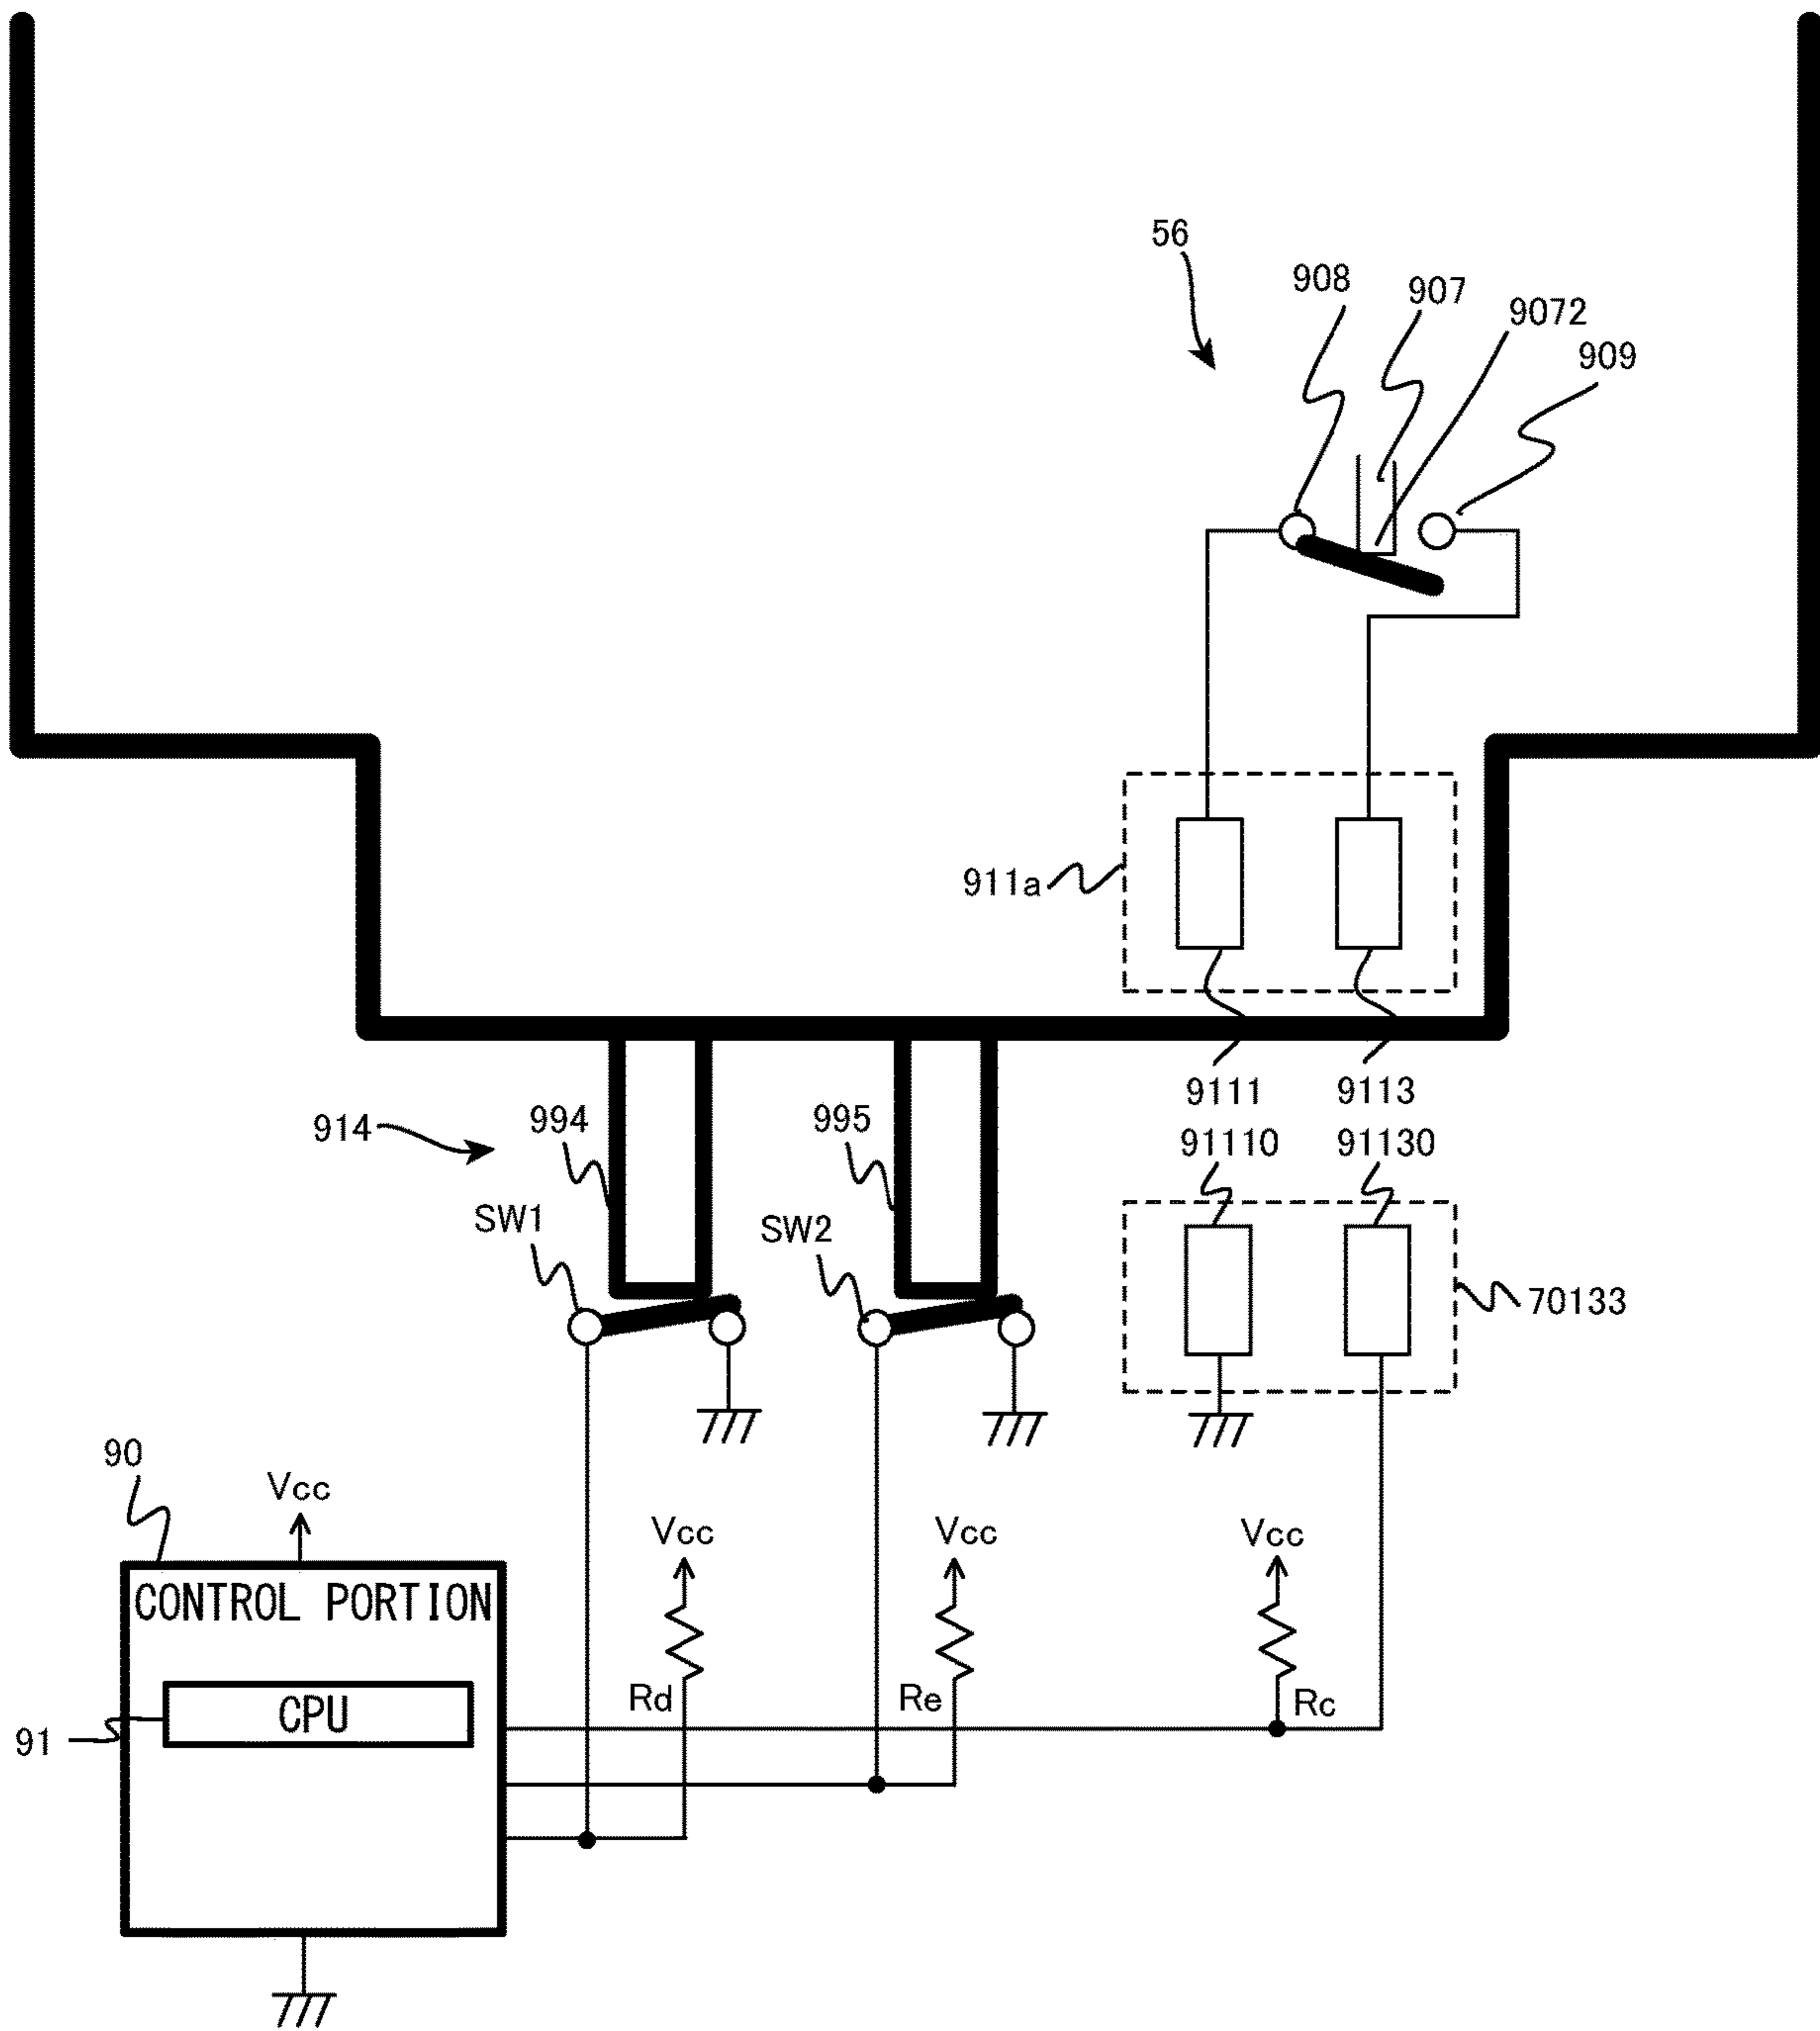 56
908
907
9072
909
911a
9111
9113
914
994
995
91110
91130
SW1
SW2
70133
90
Vcc
Vcc
Vcc
Vcc
CONTROL PORTION
CPU
Rd
Re
Rc
91